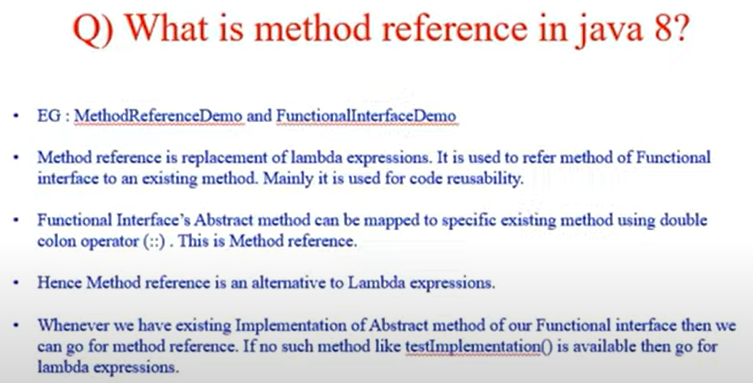 Q) What is method reference in java 8?
• EG : MethodReferenceDemo and FunctionalInterfaceDemo
• Method reference is replacement of lambda expressions. It is used to refer method of Functional
interface to an existing method. Mainly it is used for code reusability.
• Functional Interface's Abstract method can be mapped to specific existing method using double
colon operator (::) . This is Method reference.
• Hence Method reference is an alternative to Lambda expressions.
• Whenever we have existing Implementation of Abstract method of our Functional interface then we
can go for method reference. If no such method like testImplementation() is available then go for
lambda expressions.